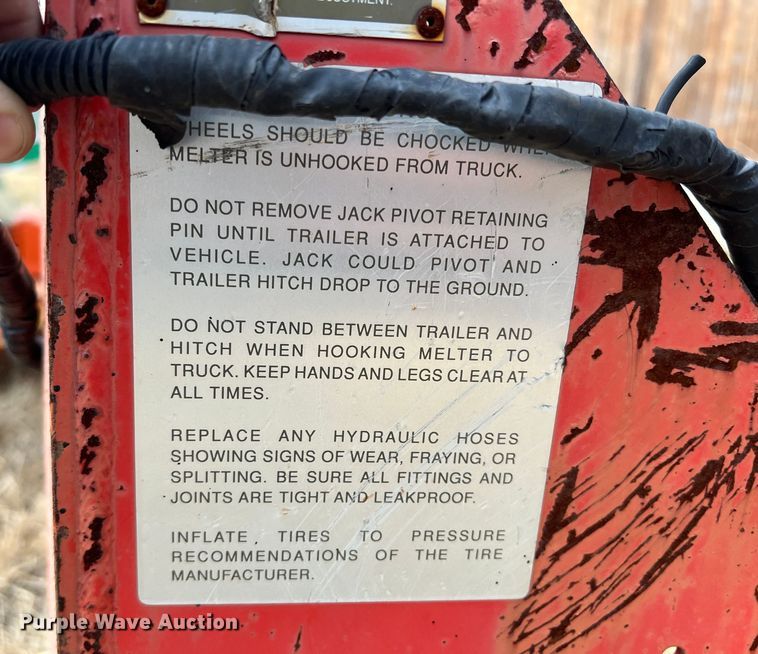 ADJUSTMENT.
WHEELS SHOULD BE CHOCKED WHEN
MELTER IS UNHOOKED FROM TRUCK.
DO NOT REMOVE JACK PIVOT RETAINING
PIN UNTIL TRAILER IS ATTACHED TO
VEHICLE. JACK COULD PIVOT AND
TRAILER HITCH DROP TO THE GROUND.
DO NOT STAND BETWEEN TRAILER AND
HITCH WHEN HOOKING MELTER TO
TRUCK. KEEP HANDS AND LEGS CLEAR AT
ALL TIMES.
REPLACE ANY HYDRAULIC HOSES
SHOWING SIGNS OF WEAR, FRAYING, OR
SPLITTING. BE SURE ALL FITTINGS AND
JOINTS ARE TIGHT AND LEAKPROOF.
INFLATE TIRES TO PRESSURE
RECOMMENDATIONS OF THE TIRE
MANUFACTURER.
Purple Wave Auction